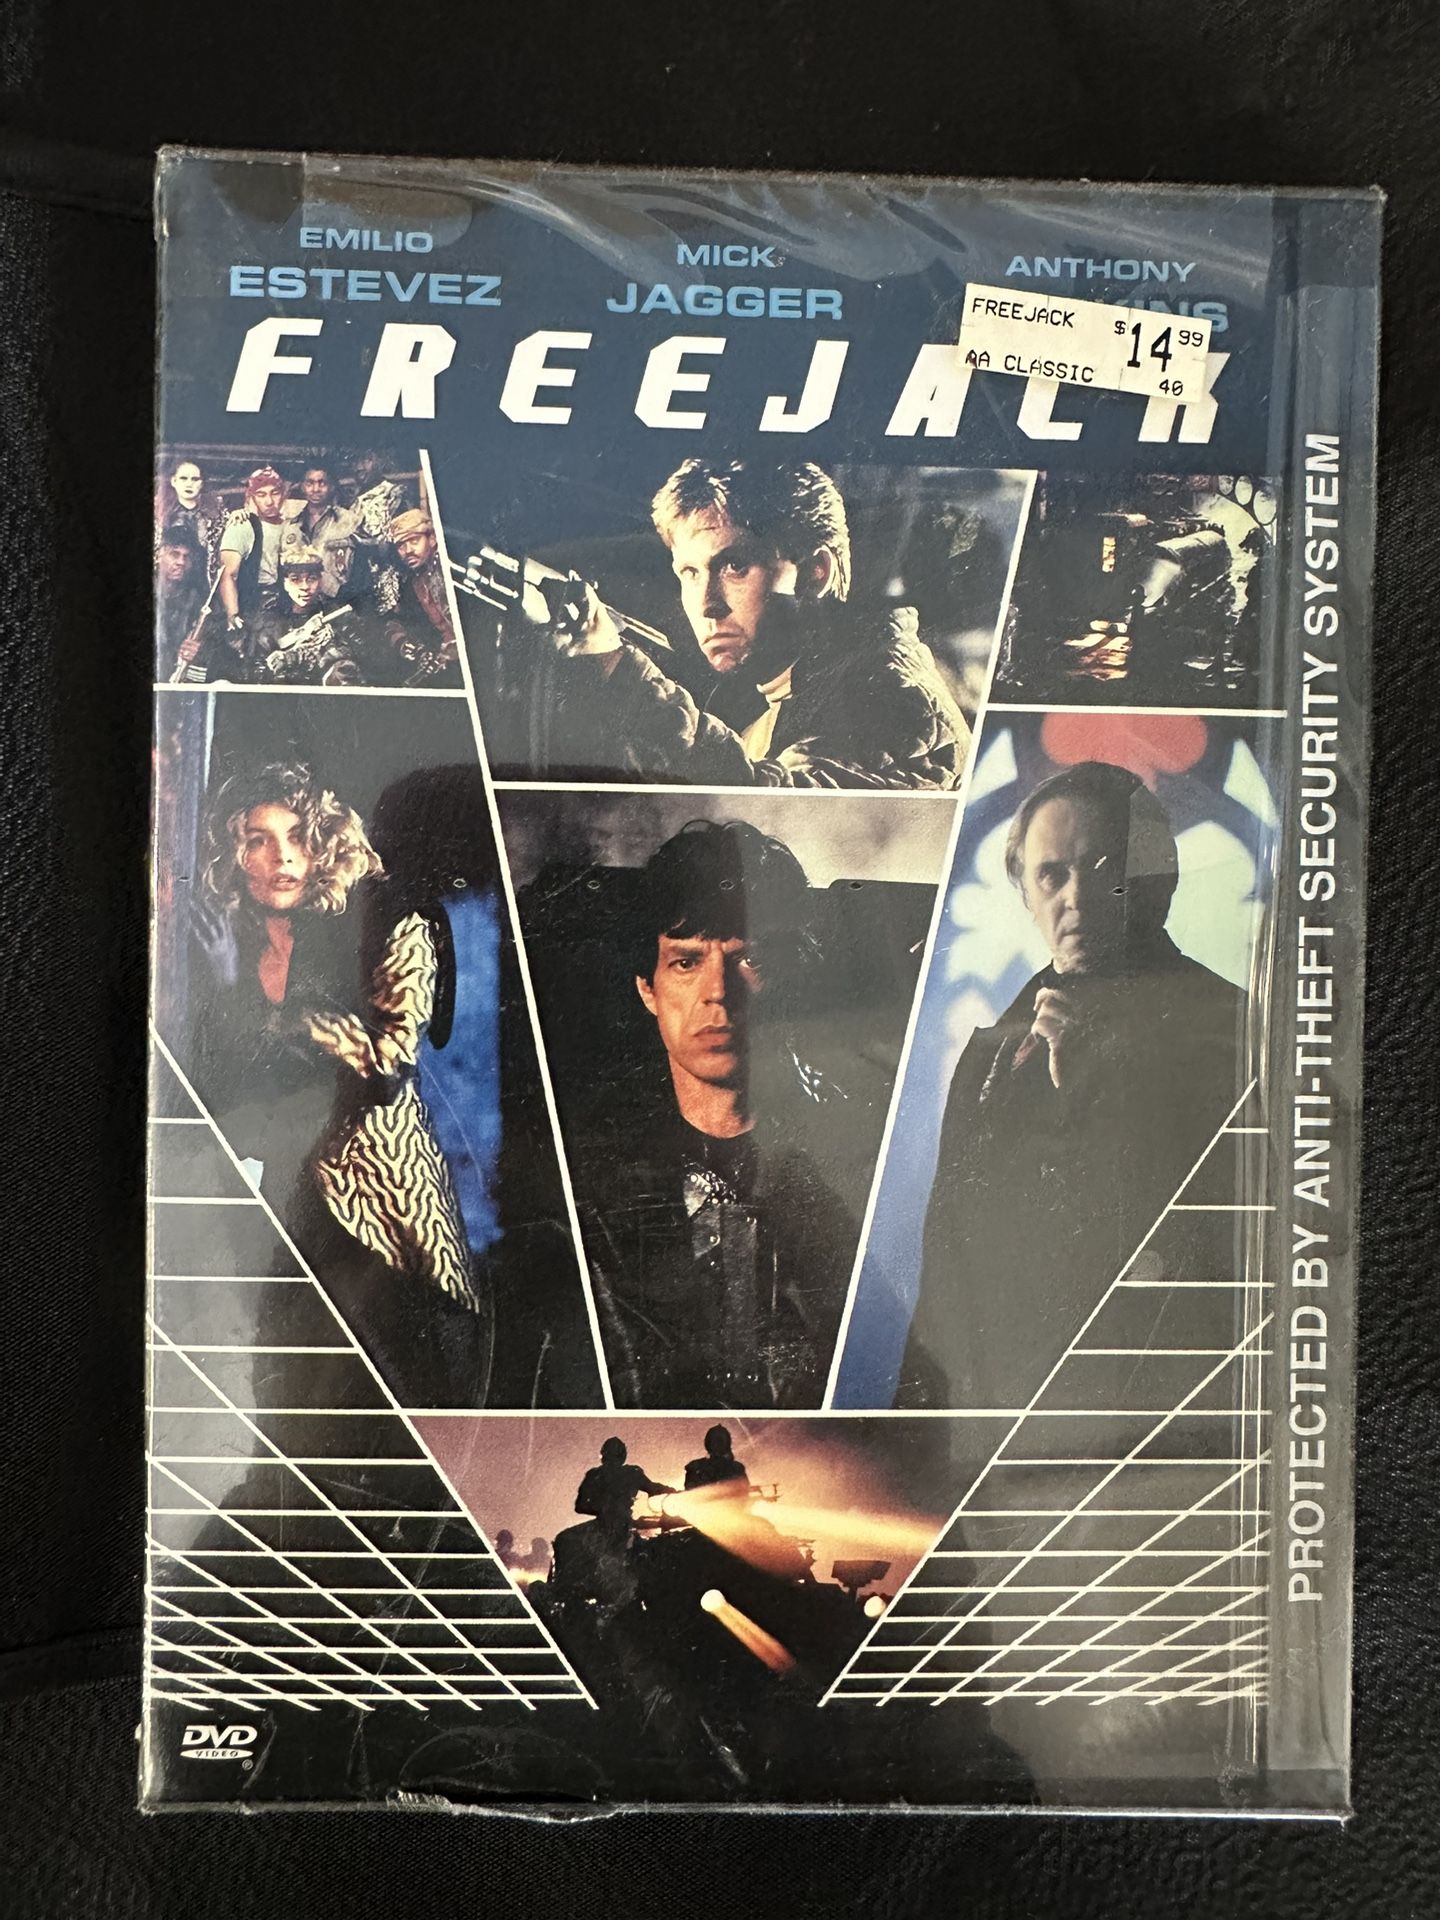 EMILIO
ESTEVEZ
MICK
JAGGER
ANTHONY
FREEJACK
FREEJACK
$14.99
AA CLASSIC
40
PROTECTED BY ANTI-THEFT SECURITY SYSTEM
DVD
VIDEO
®